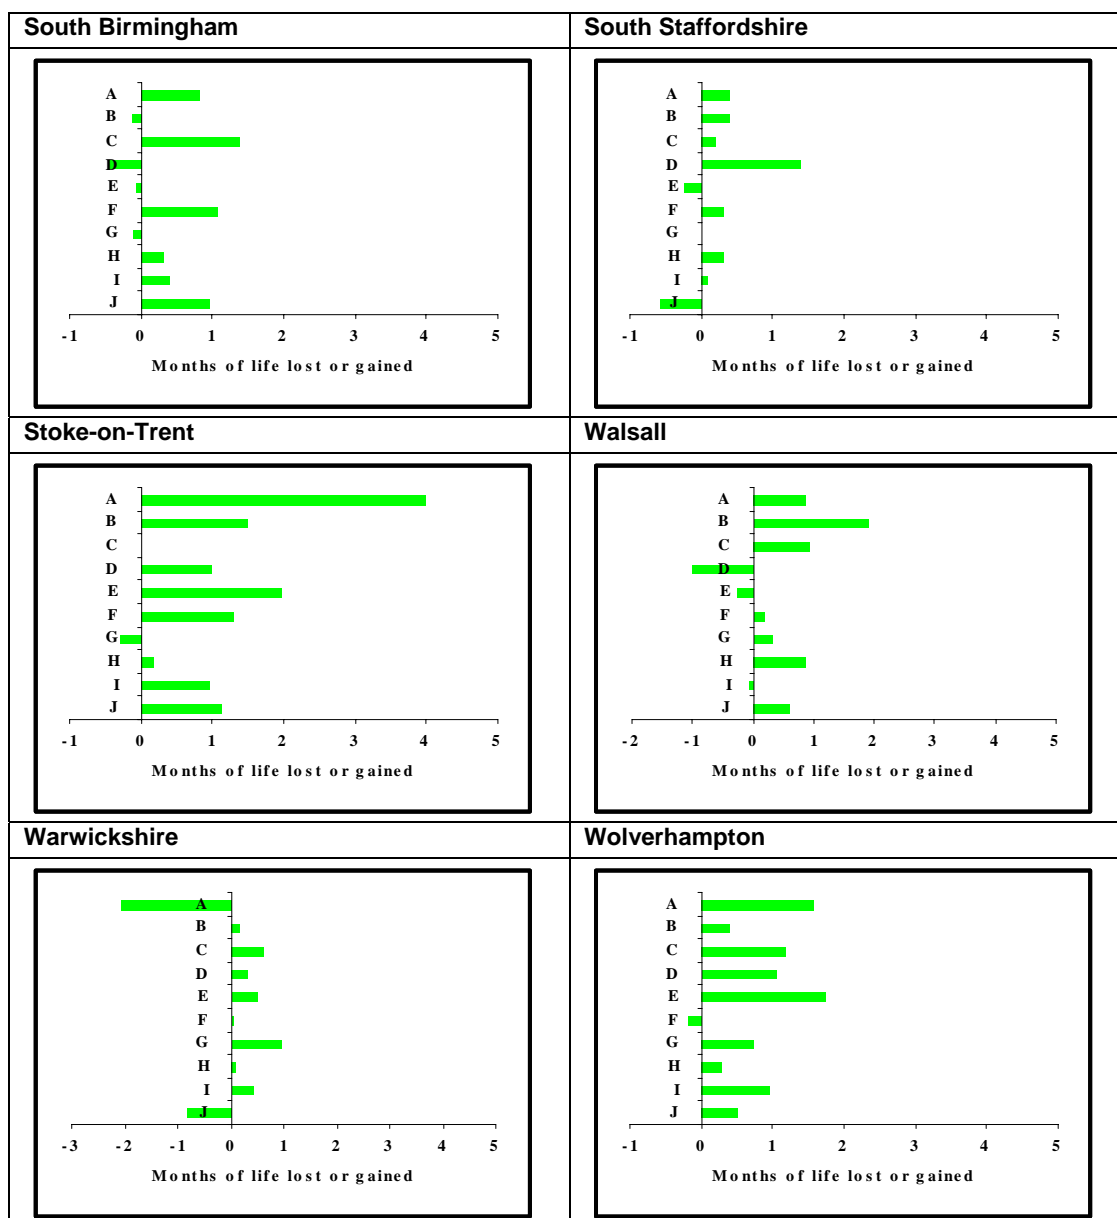 South Birmingham
A
B
C
D
E
F
G
H
I
J
-1 0 1 2 3 4 5
Months of life lost or gained
South Staffordshire
A
B
C
D
E
F
G
H
I
J
-1 0 1 2 3 4 5
Months of life lost or gained
Stoke-on-Trent
A
B
C
D
E
F
G
H
I
J
-1 0 1 2 3 4 5
Months of life lost or gained
Walsall
A
B
C
D
E
F
G
H
I
J
-2 -1 0 1 2 3 4 5
Months of life lost or gained
Warwickshire
A
B
C
D
E
F
G
H
I
J
-3 -2 -1 0 1 2 3 4 5
Months of life lost or gained
Wolverhampton
A
B
C
D
E
F
G
H
I
J
-1 0 1 2 3 4 5
Months of life lost or gained